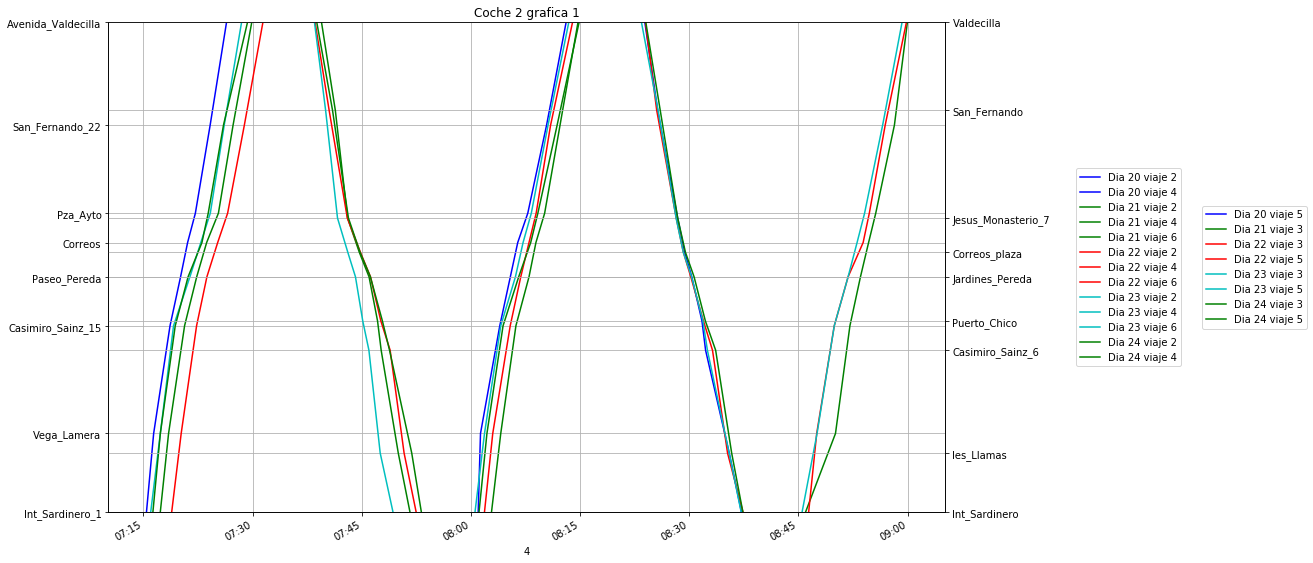 Coche 2 grafica 1
Avenida_Valdecilla
San_Fernando_22
Pza_Ayto
Correos
Paseo_Pereda
Casimiro_Sainz_15
Vega_Lamera
Int_Sardinero_1
Valdecilla
San_Fernando
Jesus_Monasterio_7
Correos_plaza
Jardines_Pereda
Puerto_Chico
Casimiro_Sainz_6
Ies_Llamas
Int_Sardinero
07:15
07:30
07:45
08:00
08:15
08:30
08:45
09:00
4
Dia 20 viaje 2
Dia 20 viaje 4
Dia 21 viaje 2
Dia 21 viaje 4
Dia 21 viaje 6
Dia 22 viaje 2
Dia 22 viaje 4
Dia 22 viaje 6
Dia 23 viaje 2
Dia 23 viaje 4
Dia 23 viaje 6
Dia 24 viaje 2
Dia 24 viaje 4
Dia 20 viaje 5
Dia 21 viaje 3
Dia 22 viaje 3
Dia 22 viaje 5
Dia 23 viaje 3
Dia 23 viaje 5
Dia 24 viaje 3
Dia 24 viaje 5